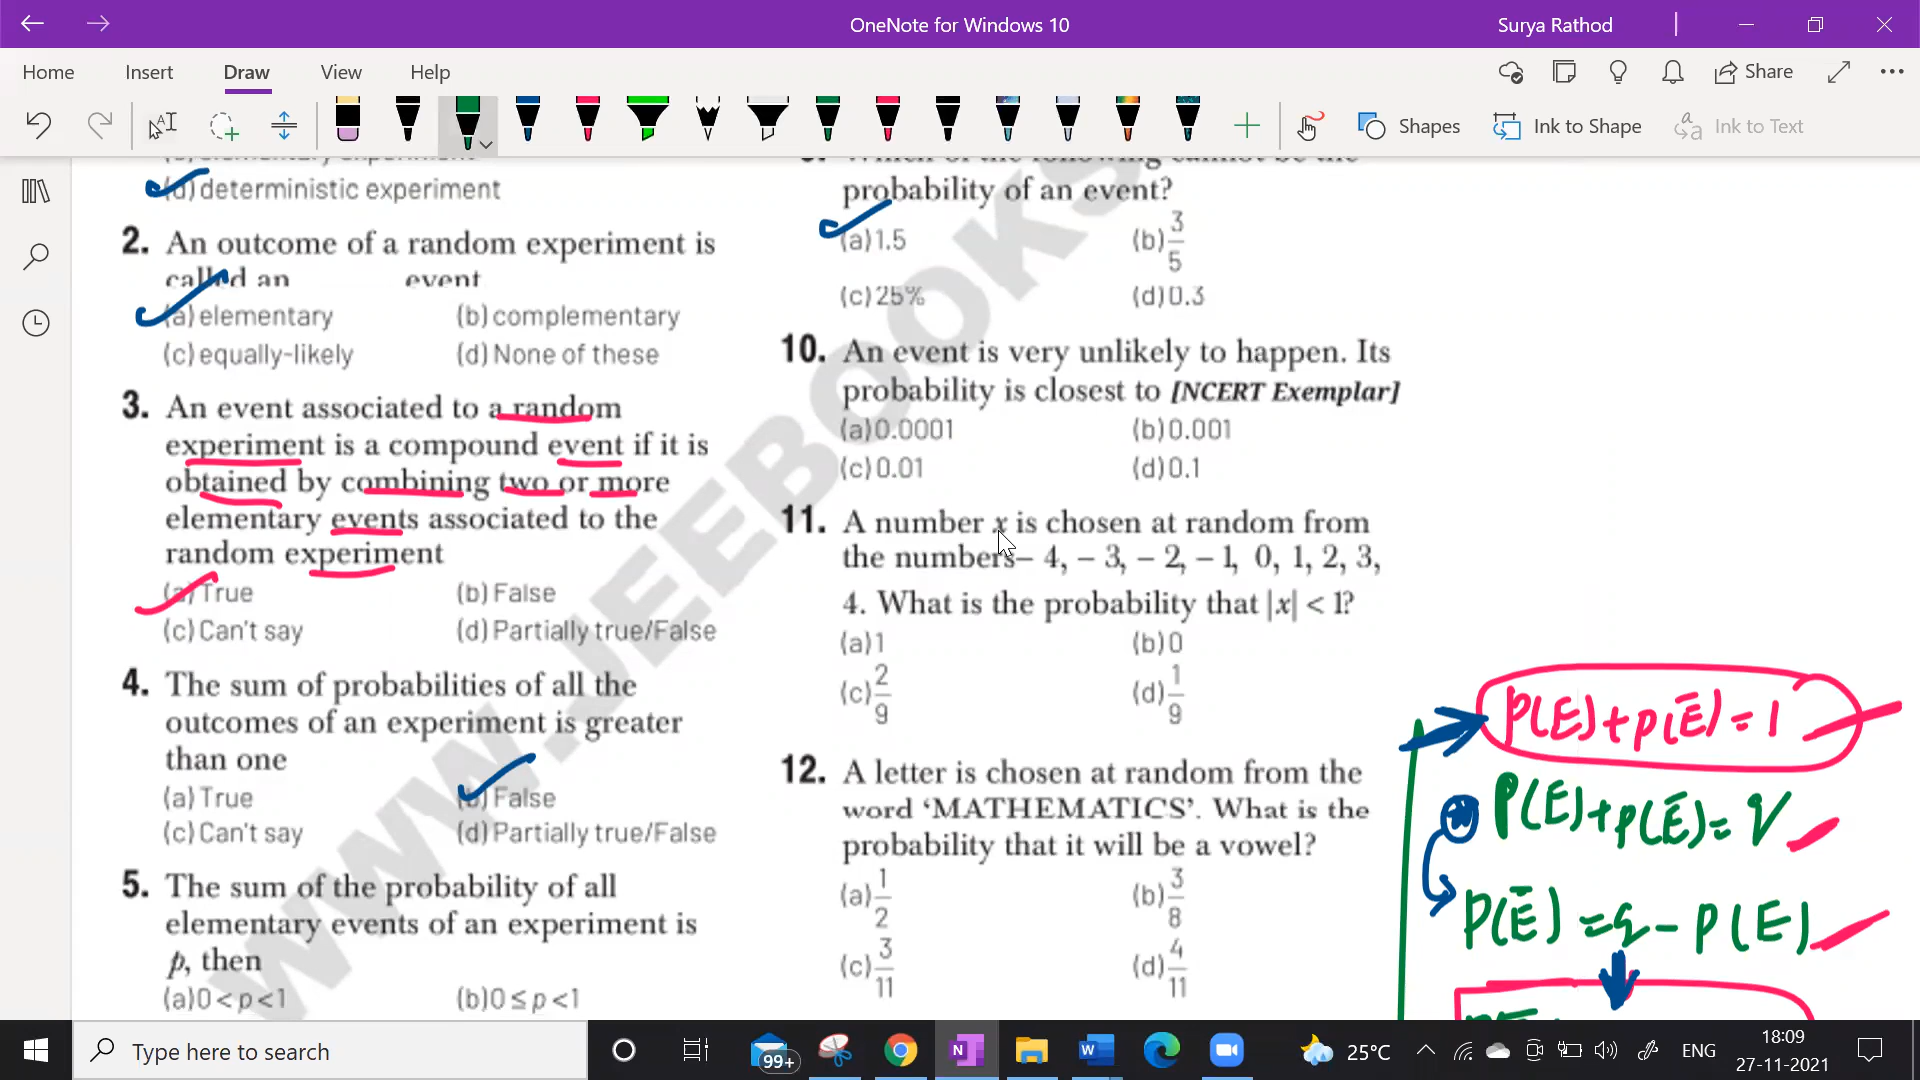 OneNote for Windows 10
Surya Rathod
Home Insert Draw View Help
Share
Shapes Ink to Shape Ink to Text
(d) deterministic experiment
2. An outcome of a random experiment is
called an event
(a) elementary (b) complementary
(c) equally-likely (d) None of these
3. An event associated to a random
experiment is a compound event if it is
obtained by combining two or more
elementary events associated to the
random experiment
(a) True (b) False
(c) Can't say (d) Partially true/False
4. The sum of probabilities of all the
outcomes of an experiment is greater
than one
(a) True (b) False
(c) Can't say (d) Partially true/False
5. The sum of the probability of all
elementary events of an experiment is
p, then
(a) 0 < p < 1 (b) 0 ≤ p < 1
Which of the following cannot be the
probability of an event?
(a) 1.5 (b) 3/5
(c) 25% (d) 0.3
10. An event is very unlikely to happen. Its
probability is closest to [NCERT Exemplar]
(a) 0.0001 (b) 0.001
(c) 0.01 (d) 0.1
11. A number x is chosen at random from
the numbers – 4, – 3, – 2, – 1, 0, 1, 2, 3,
4. What is the probability that |x| < 1?
(a) 1 (b) 0
(c) 2/9 (d) 1/9
12. A letter is chosen at random from the
word ‘MATHEMATICS’. What is the
probability that it will be a vowel?
(a) 1/2 (b) 3/8
(c) 3/11 (d) 4/11
P(E)+P(Ē)=1
P(E)+P(Ē)=
P(Ē) = - P(E)
WWW.JEEBOOKS
Type here to search
99+
25°C
ENG
18:09
27-11-2021